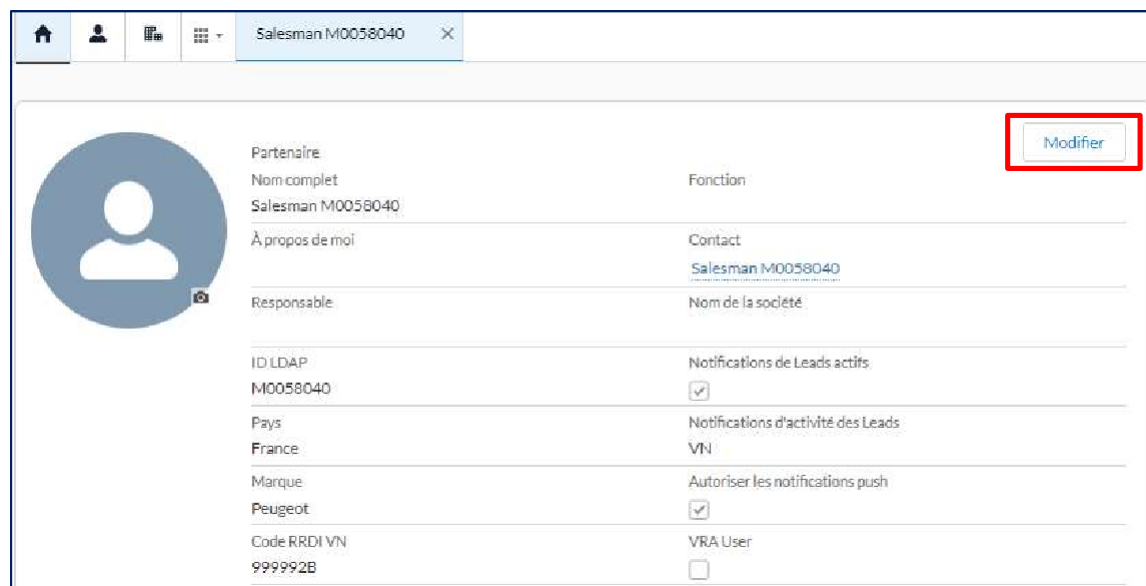 Salesman M0058040
Modifier
Partenaire
Nom complet
Fonction
Salesman M0058040
À propos de moi
Contact
Salesman M0058040
Responsable
Nom de la société
ID LDAP
Notifications de Leads actifs
M0058040
Pays
Notifications d'activité des Leads
France
VN
Marque
Autoriser les notifications push
Peugeot
Code RRDI VN
VRA User
999992B